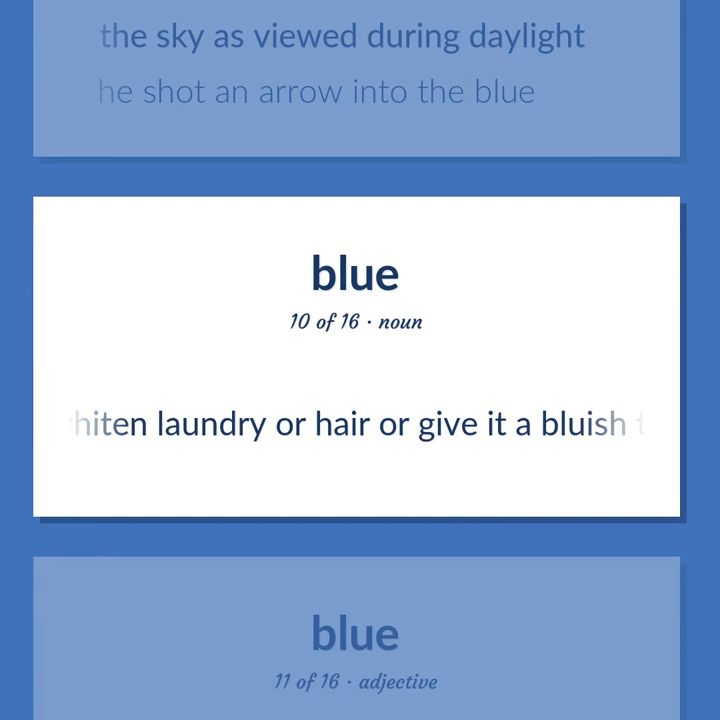 the sky as viewed during daylight
he shot an arrow into the blue
blue
10 of 16 · noun
whiten laundry or hair or give it a bluish
blue
11 of 16 · adjective